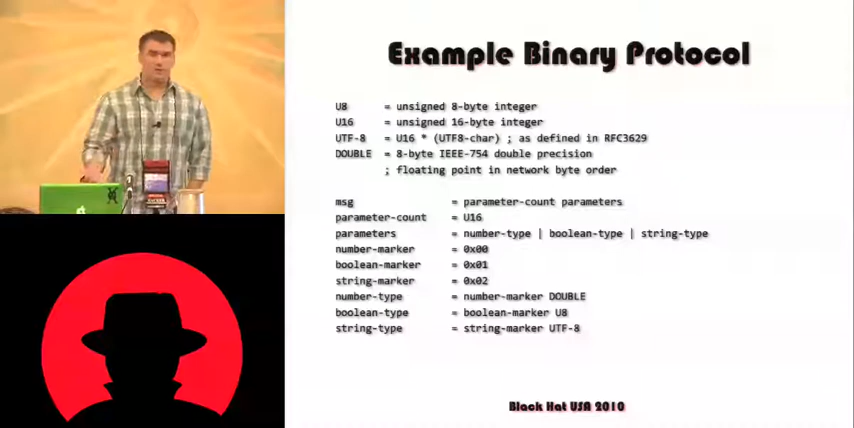 Example Binary Protocol
U8 = unsigned 8-byte integer
U16 = unsigned 16-byte integer
UTF-8 = U16 * (UTF8-char) ; as defined in RFC3629
DOUBLE = 8-byte IEEE-754 double precision
; floating point in network byte order
msg = parameter-count parameters
parameter-count = U16
parameters = number-type | boolean-type | string-type
number-marker = 0x00
boolean-marker = 0x01
string-marker = 0x02
number-type = number-marker DOUBLE
boolean-type = boolean-marker U8
string-type = string-marker UTF-8
Black Hat USA 2010